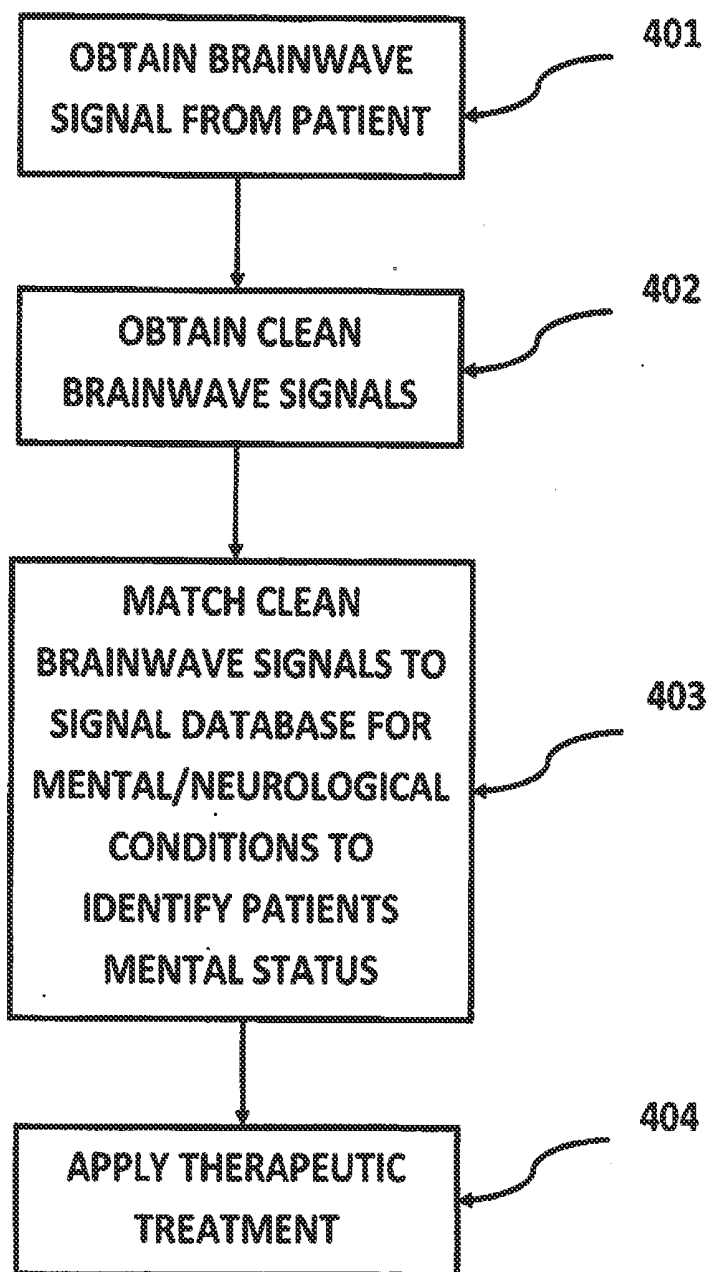 OBTAIN BRAINWAVE
SIGNAL FROM PATIENT
401
OBTAIN CLEAN
BRAINWAVE SIGNALS
402
MATCH CLEAN
BRAINWAVE SIGNALS TO
SIGNAL DATABASE FOR
MENTAL/NEUROLOGICAL
CONDITIONS TO
IDENTIFY PATIENTS
MENTAL STATUS
403
APPLY THERAPEUTIC
TREATMENT
404